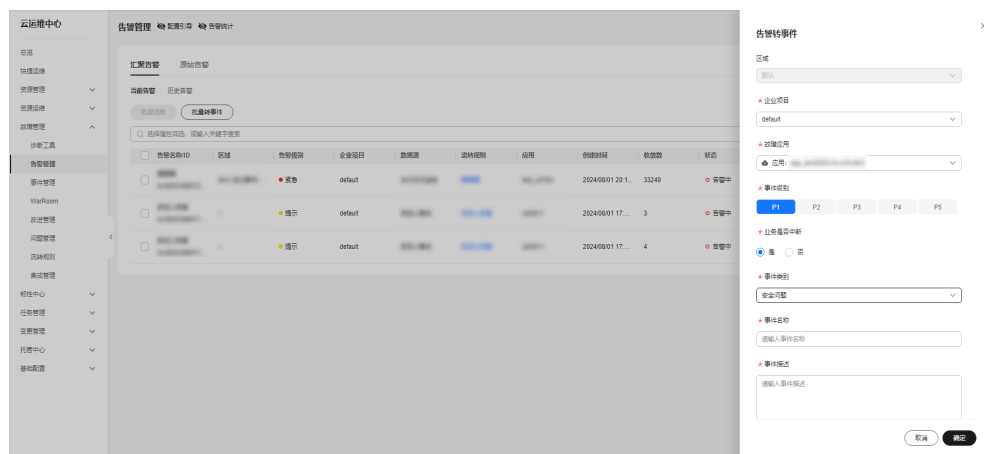 云运维中心
总览
快捷运维
资源管理
资源运维
故障管理
诊断工具
告警管理
事件管理
WarRoom
改进管理
问题管理
流转规则
集成管理
韧性中心
任务管理
变更管理
托管中心
基础配置
告警管理 配置引导 告警统计
汇聚告警 原始告警
当前告警 历史告警
批量清除 批量转事件
选择属性筛选，或输入关键字搜索
告警名称/ID 区域 告警级别 企业项目 数据源 流转规则 应用 创建时间 收敛数 状态
紧急 default 2024/08/01 20:1... 33249 告警中
提示 default 2024/08/01 17:... 3 告警中
提示 default 2024/08/01 17:... 4 告警中
告警转事件
区域
默认
* 企业项目
default
* 故障应用
应用:
* 事件级别
P1 P2 P3 P4 P5
* 业务是否中断
是 否
* 事件类别
安全问题
* 事件名称
请输入事件名称
* 事件描述
请输入事件描述
取消 确定